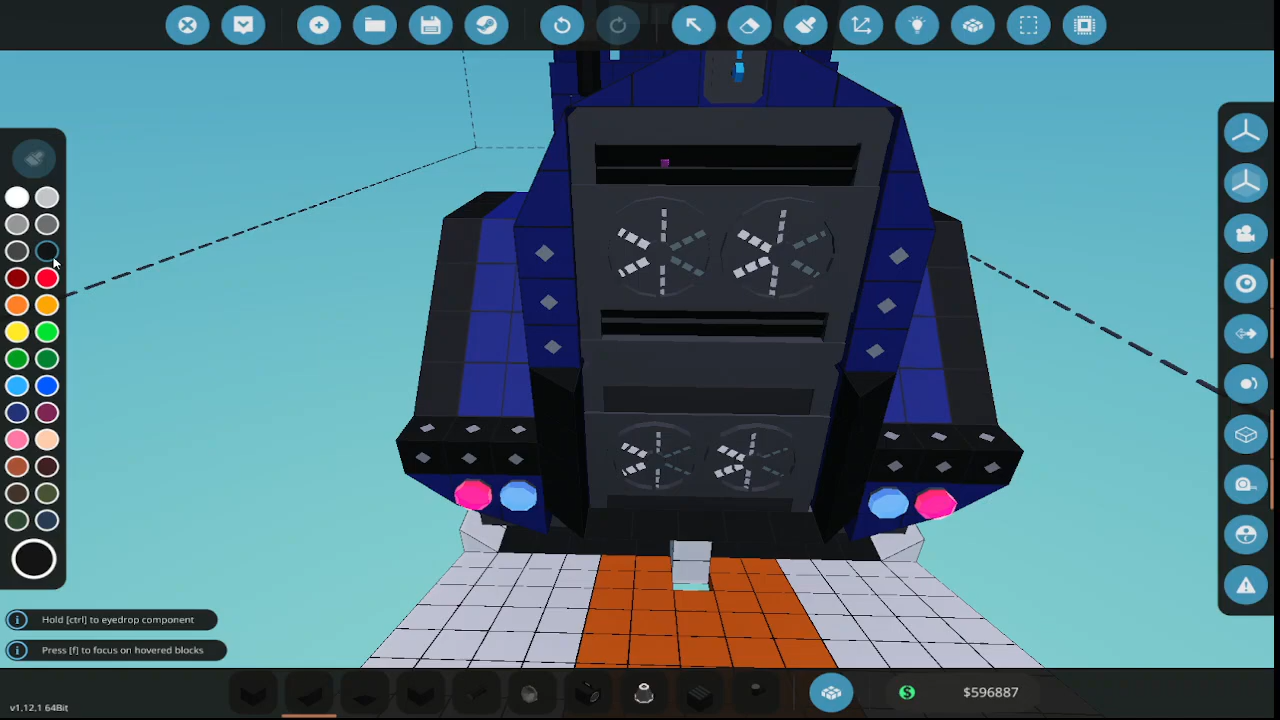 Hold [ctrl] to eyedrop component
Press [f] to focus on hovered blocks
$596887
v1.12.1 64Bit